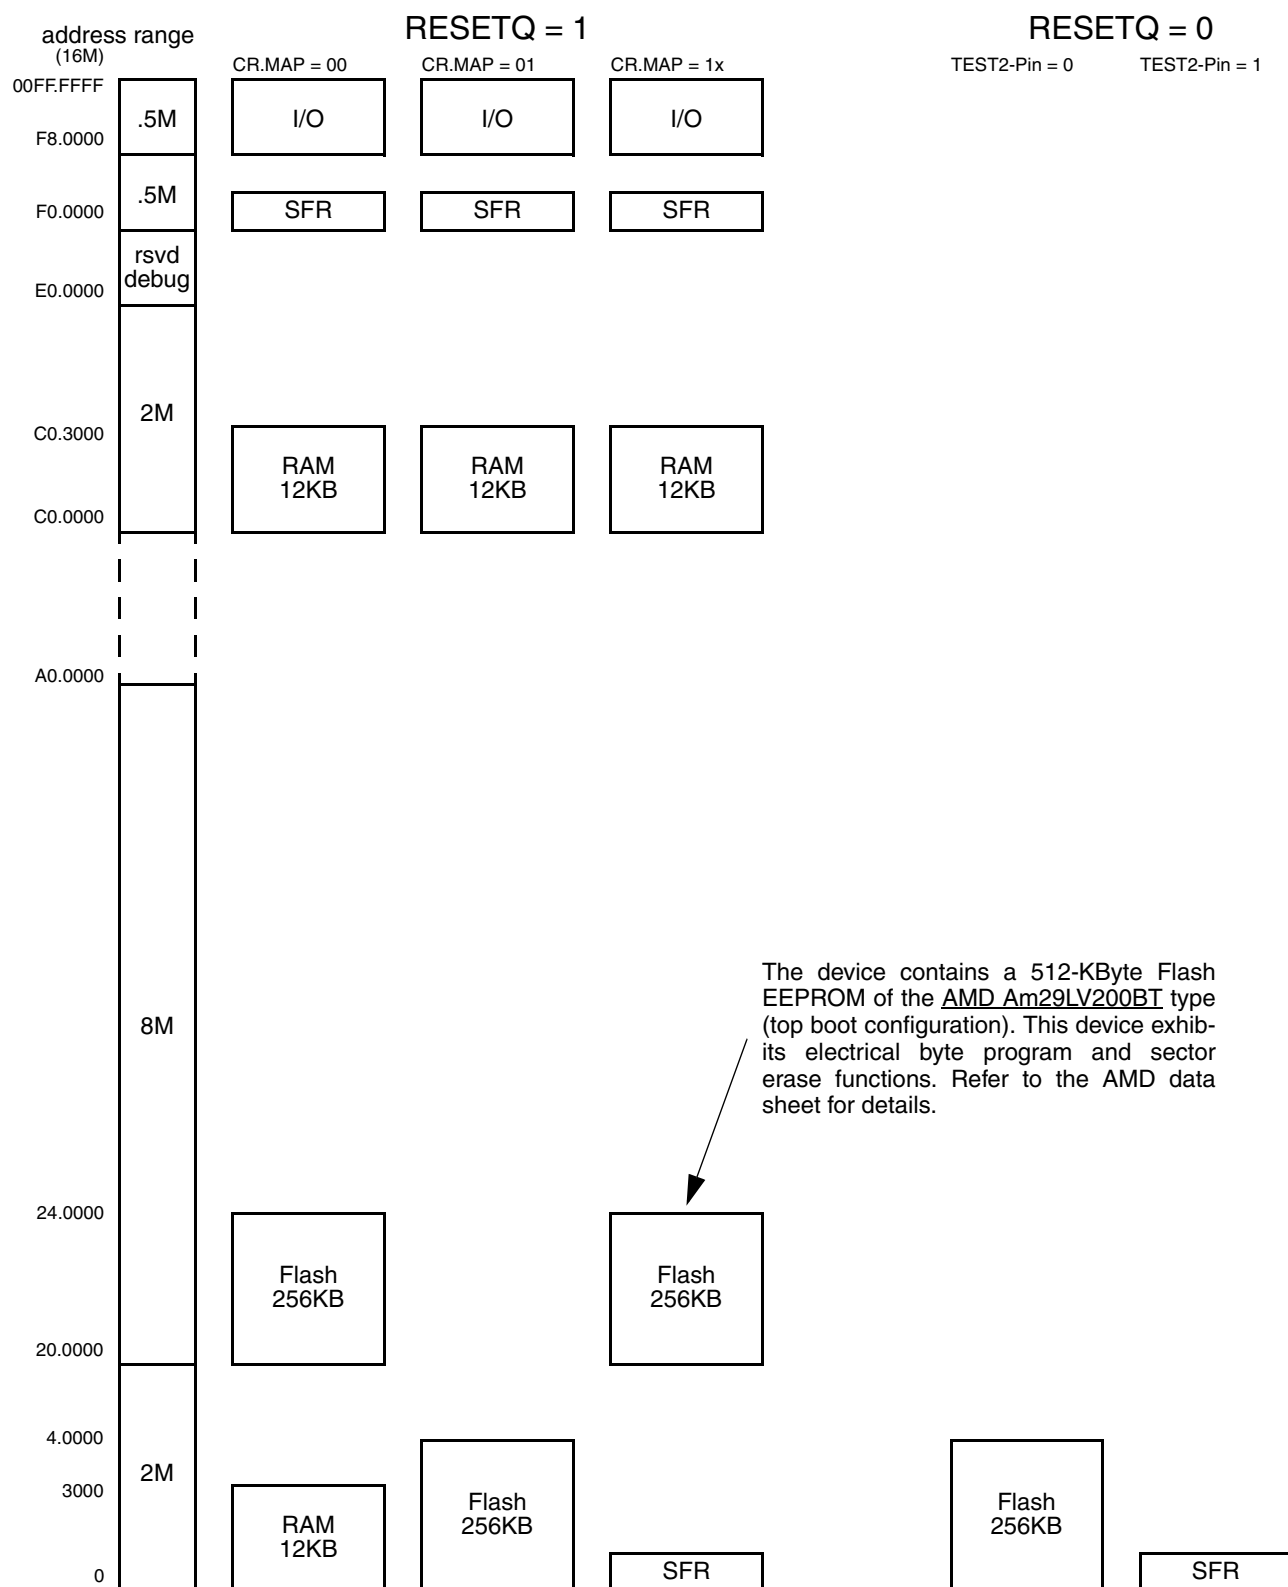 RESETQ = 1
RESETQ = 0
address range
(16M)
CR.MAP = 00
CR.MAP = 01
CR.MAP = 1x
TEST2-Pin = 0
TEST2-Pin = 1
00FF.FFFF
.5M
I/O
I/O
I/O
F8.0000
.5M
SFR
SFR
SFR
F0.0000
rsvd
debug
E0.0000
2M
C0.3000
RAM
12KB
RAM
12KB
RAM
12KB
C0.0000
A0.0000
The device contains a 512-KByte Flash
EEPROM of the AMD Am29LV200BT type
(top boot configuration). This device exhib-
its electrical byte program and sector
erase functions. Refer to the AMD data
sheet for details.
8M
24.0000
Flash
256KB
Flash
256KB
20.0000
4.0000
2M
3000
RAM
12KB
Flash
256KB
SFR
Flash
256KB
SFR
0